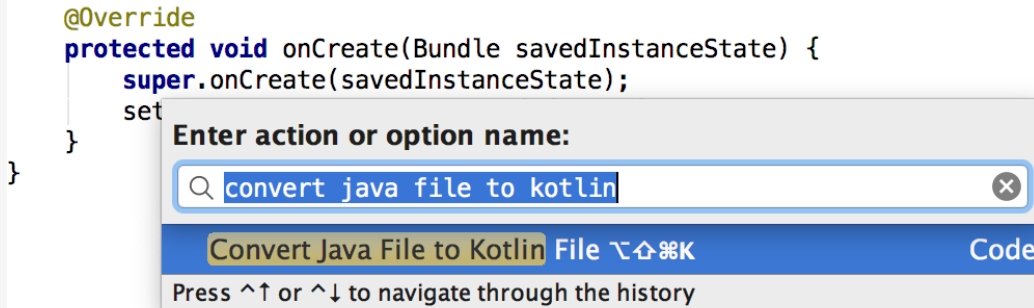 @Override
protected void onCreate(Bundle savedInstanceState) {
super.onCreate(savedInstanceState);
set
}
}
Enter action or option name:
convert java file to kotlin
Convert Java File to Kotlin File ⌥⇧⌘K Code
Press ^↑ or ^↓ to navigate through the history